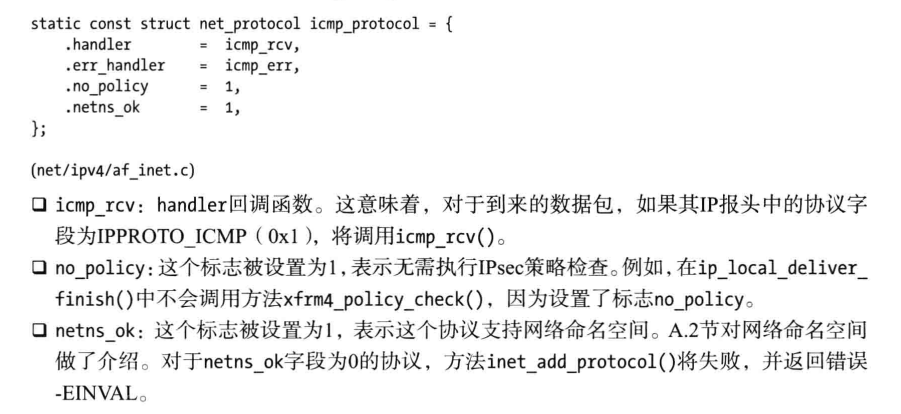 static const struct net_protocol icmp_protocol = {
    .handler        =  icmp_rcv,
    .err_handler    =  icmp_err,
    .no_policy      =  1,
    .netns_ok       =  1,
};
(net/ipv4/af_inet.c)
❑ icmp_rcv：handler回调函数。这意味着，对于到来的数据包，如果其IP报头中的协议字
段为IPPROTO_ICMP（0x1），将调用icmp_rcv()。
❑ no_policy：这个标志被设置为1，表示无需执行IPsec策略检查。例如，在ip_local_deliver_
finish()中不会调用方法xfrm4_policy_check()，因为设置了标志no_policy。
❑ netns_ok：这个标志被设置为1，表示这个协议支持网络命名空间。A.2节对网络命名空间
做了介绍。对于netns_ok字段为0的协议，方法inet_add_protocol()将失败，并返回错误
-EINVAL。